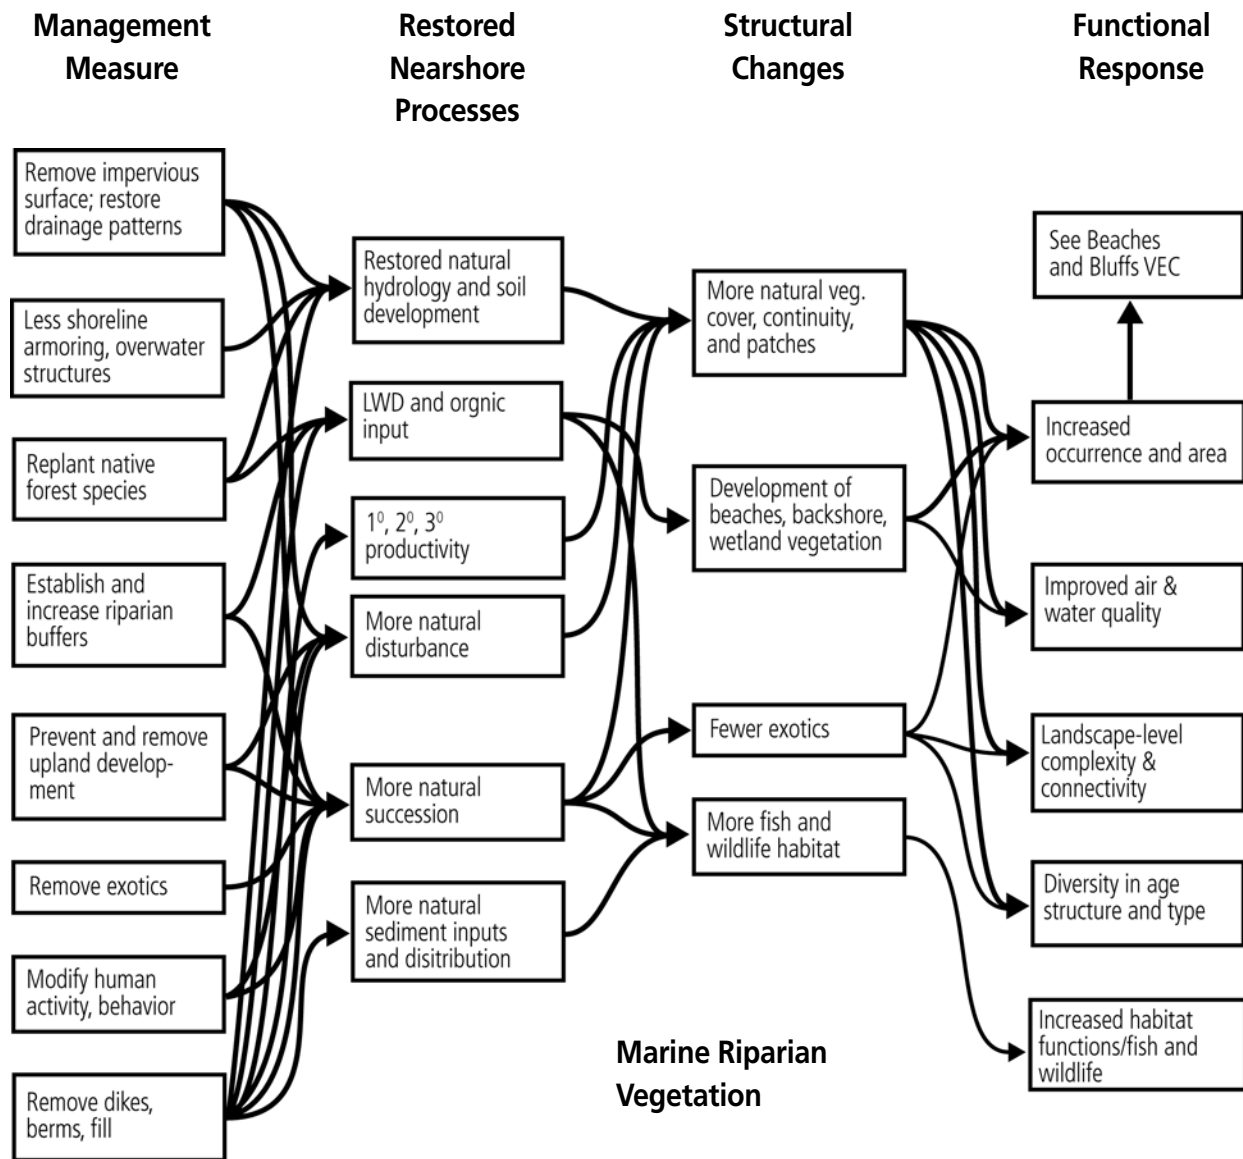 Management
Measure
Restored
Nearshore
Processes
Structural
Changes
Functional
Response
Remove impervious
surface; restore
drainage patterns
Less shoreline
armoring, overwater
structures
Replant native
forest species
Establish and
increase riparian
buffers
Prevent and remove
upland develop-
ment
Remove exotics
Modify human
activity, behavior
Remove dikes,
berms, fill
Restored natural
hydrology and soil
development
LWD and orgnic
input
1⁰, 2⁰, 3⁰
productivity
More natural
disturbance
More natural
succession
More natural
sediment inputs
and disitribution
More natural veg.
cover, continuity,
and patches
Development of
beaches, backshore,
wetland vegetation
Fewer exotics
More fish and
wildlife habitat
See Beaches
and Bluffs VEC
Increased
occurrence and area
Improved air &
water quality
Landscape-level
complexity &
connectivity
Diversity in age
structure and type
Increased habitat
functions/fish and
wildlife
Marine Riparian
Vegetation